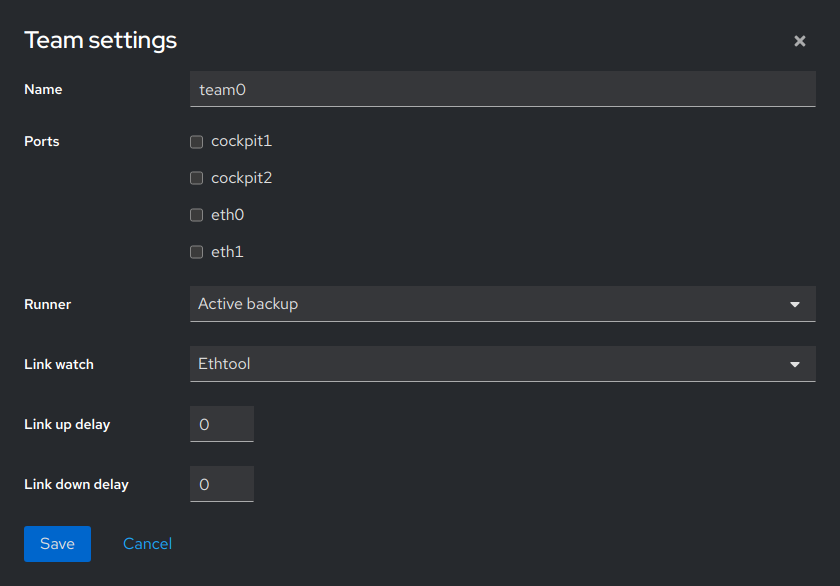 Team settings
Name team0
Ports cockpit1
cockpit2
eth0
eth1
Runner Active backup
Link watch Ethtool
Link up delay 0
Link down delay 0
Save Cancel